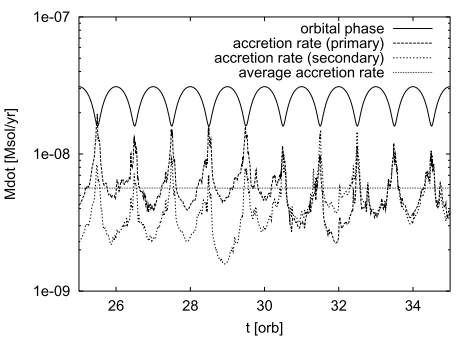 1e-07
orbital phase
accretion rate (primary)
accretion rate (secondary)
average accretion rate
1e-08
Mdot [Msol/yr]
1e-09
26 28 30 32 34
t [orb]